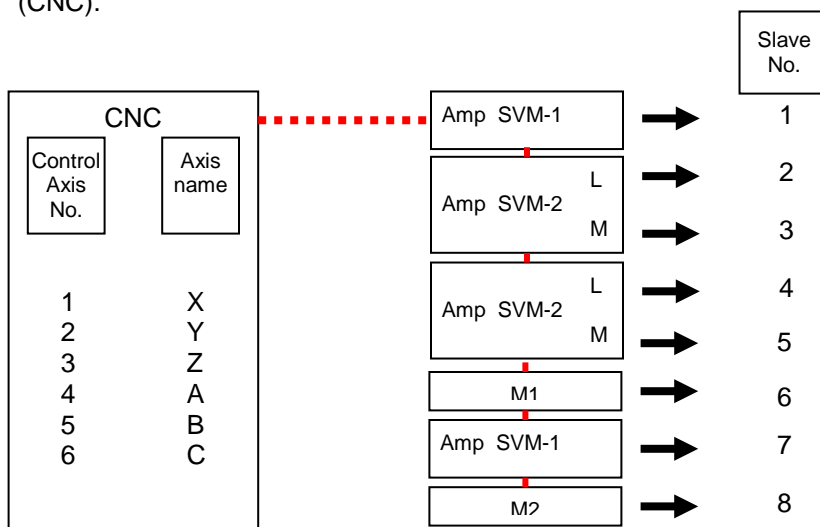 (CNC).
Slave
No.
CNC
Control
Axis
No.
Axis
name
1 X
2 Y
3 Z
4 A
5 B
6 C
Amp SVM-1
1
L
2
Amp SVM-2
M
3
L
4
Amp SVM-2
M
5
M1
6
Amp SVM-1
7
M2
8